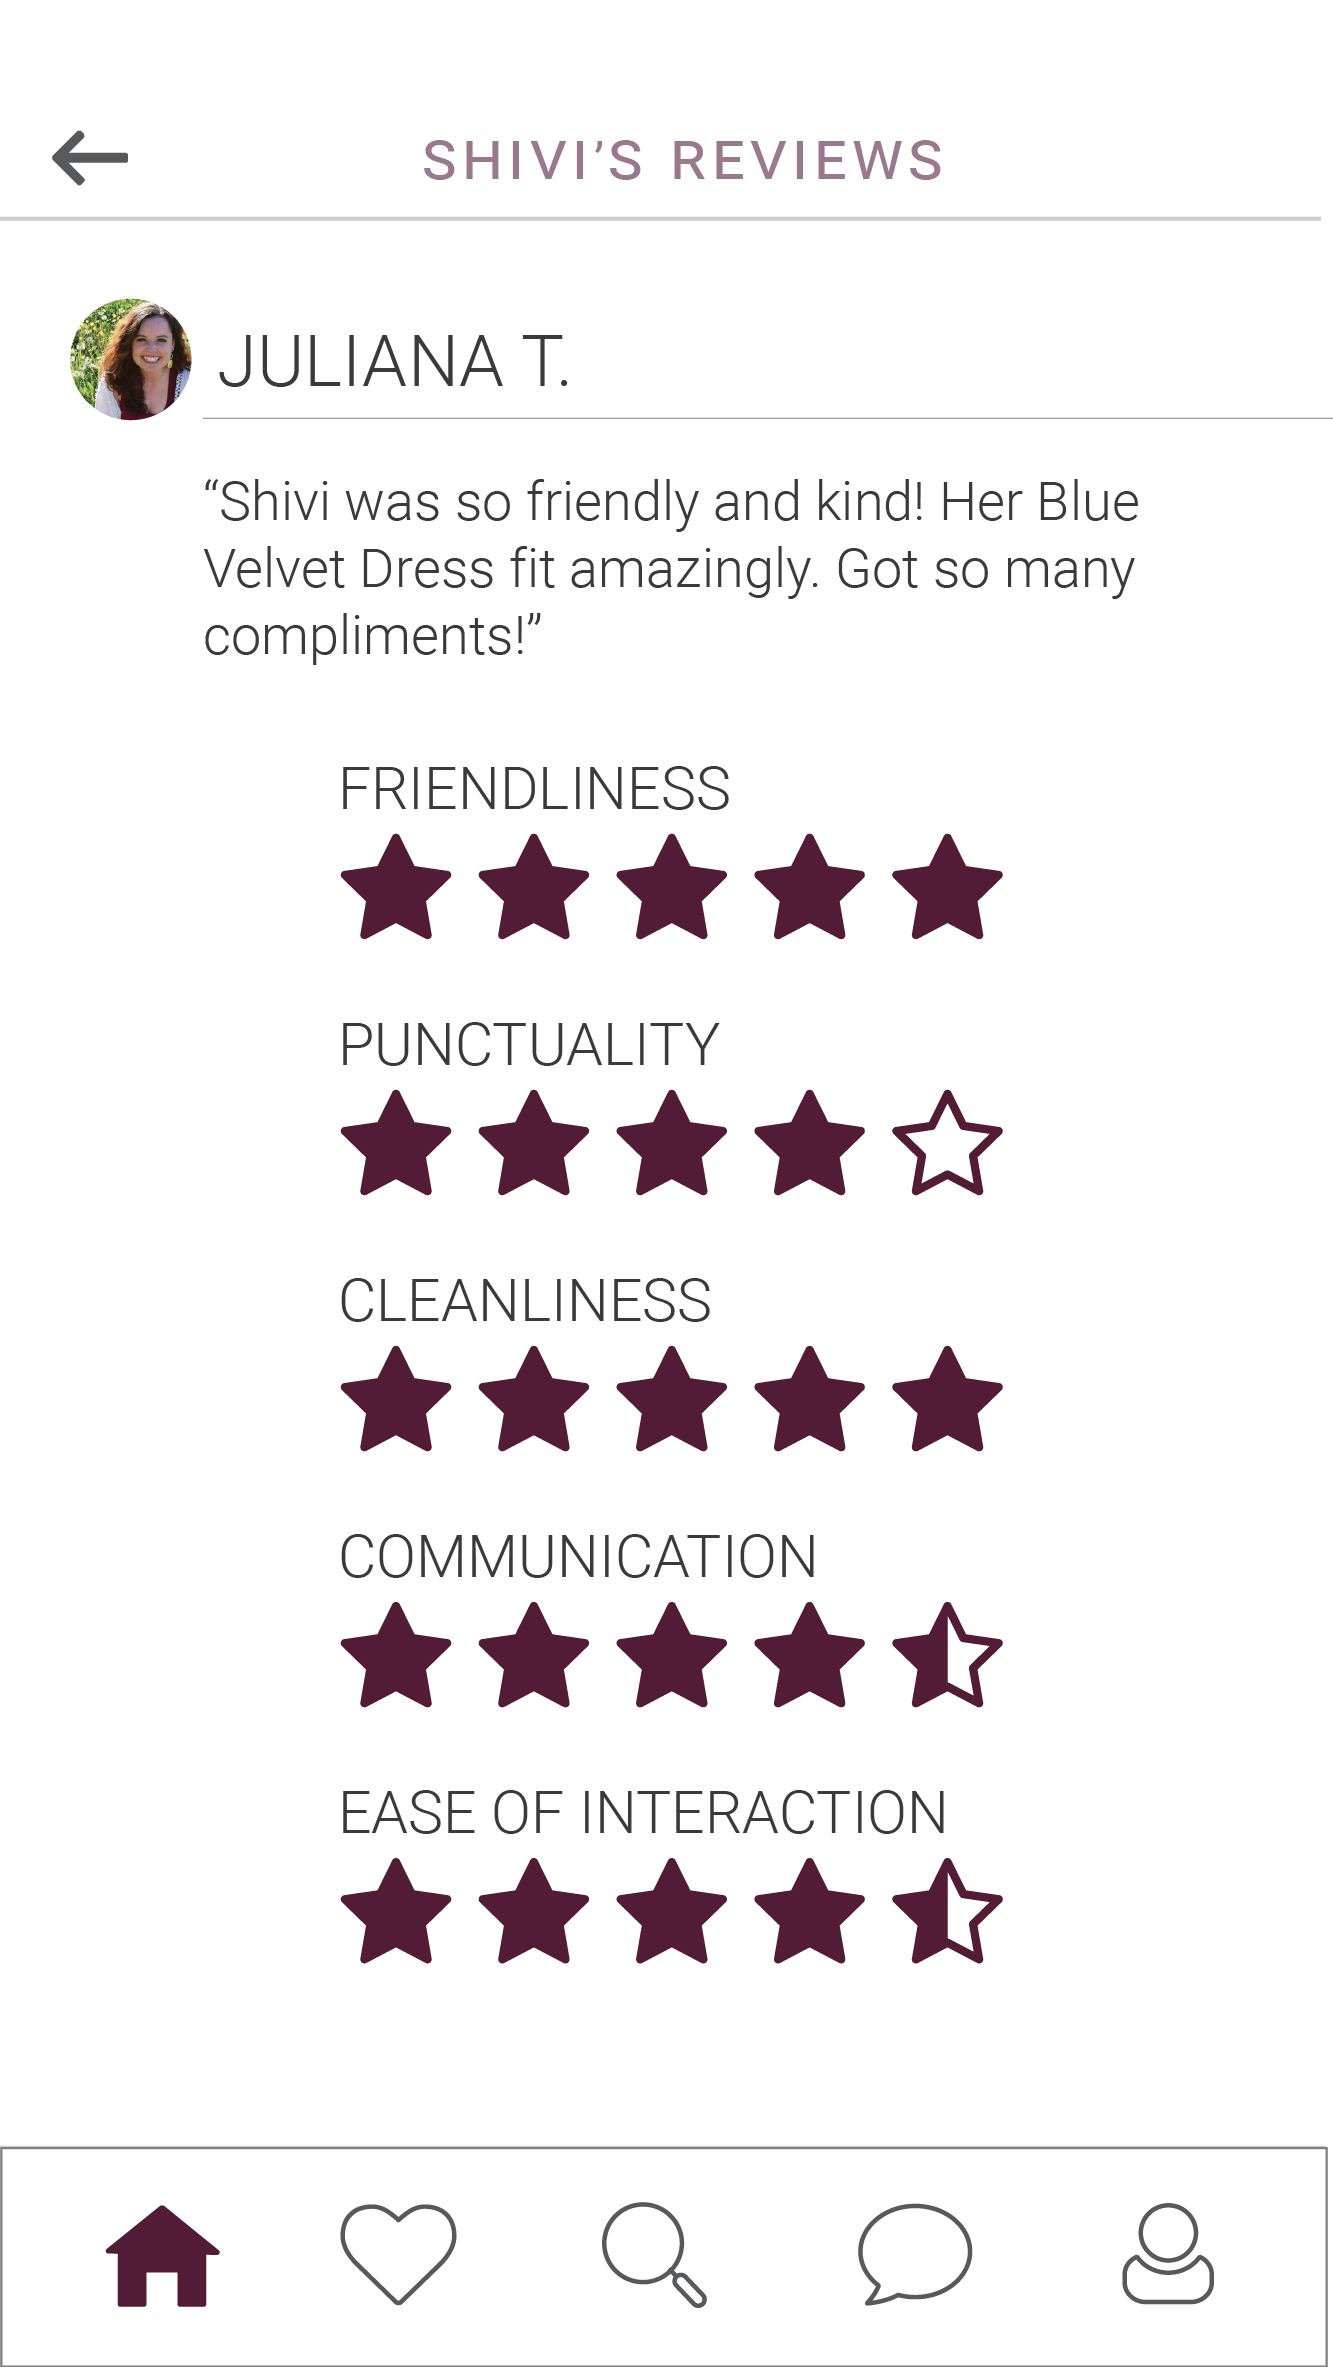 SHIVI’S REVIEWS
JULIANA T.
“Shivi was so friendly and kind! Her Blue
Velvet Dress fit amazingly. Got so many
compliments!”
FRIENDLINESS
PUNCTUALITY
CLEANLINESS
COMMUNICATION
EASE OF INTERACTION